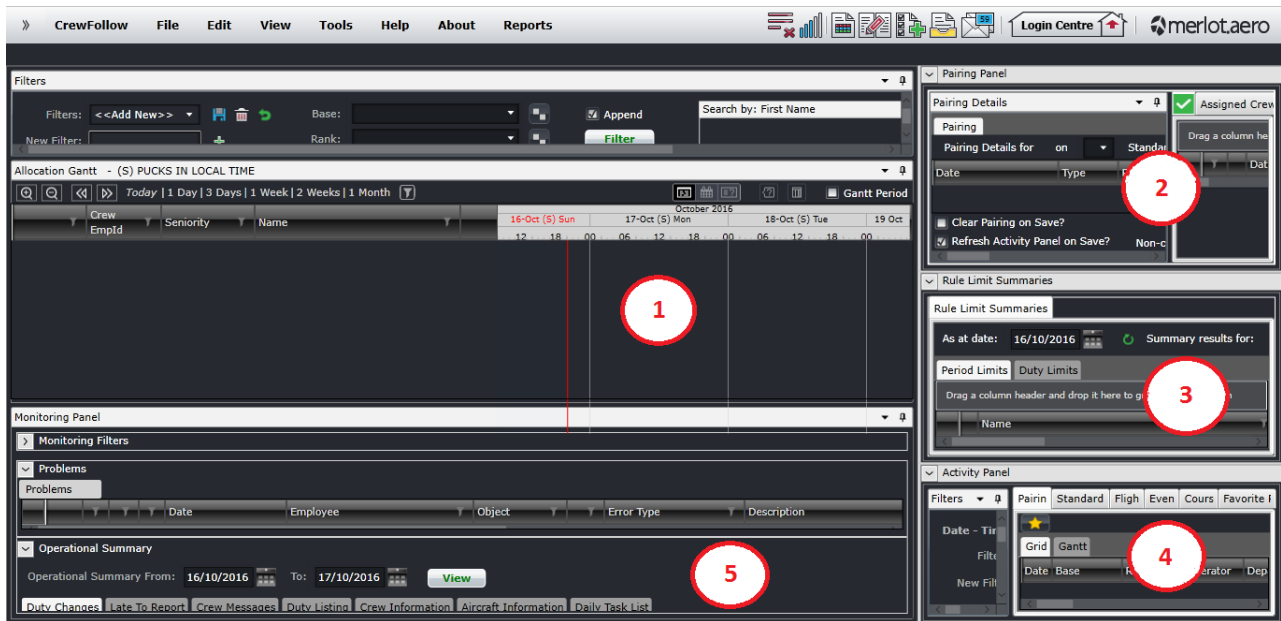 » CrewFollow File Edit View Tools Help About Reports 59 Login Centre merlot.aero
Filters
Filters: <<Add New>> Base: Append Search by: First Name
New Filter: Rank: Filter
Allocation Gantt - (S) PUCKS IN LOCAL TIME
Today | 1 Day | 3 Days | 1 Week | 2 Weeks | 1 Month Gantt Period
Crew EmpId Seniority Name
October 2016
16-Oct (S) Sun 17-Oct (S) Mon 18-Oct (S) Tue 19 Oct
12 18 00 06 12 18 00 06 12 18 00
1
Monitoring Panel
Monitoring Filters
Problems
Problems
Date Employee Object Error Type Description
Operational Summary
Operational Summary From: 16/10/2016 To: 17/10/2016 View
5
Duty Changes Late To Report Crew Messages Duty Listing Crew Information Aircraft Information Daily Task List
Pairing Panel
Pairing Details Assigned Crew
Pairing
Drag a column he
Pairing Details for on Standar
Date Type Dat
2
Clear Pairing on Save?
Refresh Activity Panel on Save? Non-c
Rule Limit Summaries
Rule Limit Summaries
As at date: 16/10/2016 Summary results for:
Period Limits Duty Limits
Drag a column header and drop it here to
3
Name
Activity Panel
Filters Pairin Standard Fligh Even Cours Favorite
Date - Tim
Filte
Grid Gantt
4
Date Base erator Dep
New Filt